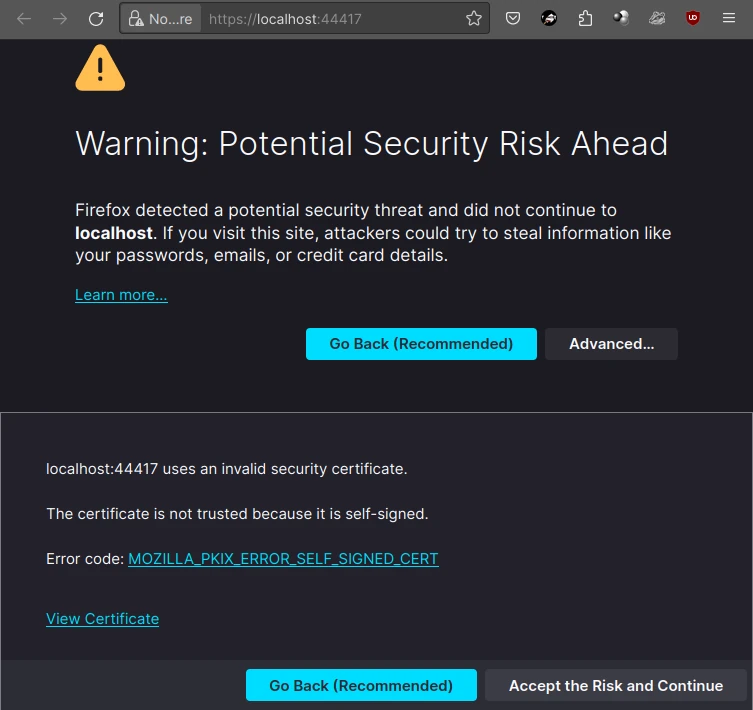 No...re
https://localhost:44417
Warning: Potential Security Risk Ahead
Firefox detected a potential security threat and did not continue to
localhost. If you visit this site, attackers could try to steal information like
your passwords, emails, or credit card details.
Learn more...
Go Back (Recommended)
Advanced...
localhost:44417 uses an invalid security certificate.
The certificate is not trusted because it is self-signed.
Error code: MOZILLA_PKIX_ERROR_SELF_SIGNED_CERT
View Certificate
Go Back (Recommended)
Accept the Risk and Continue